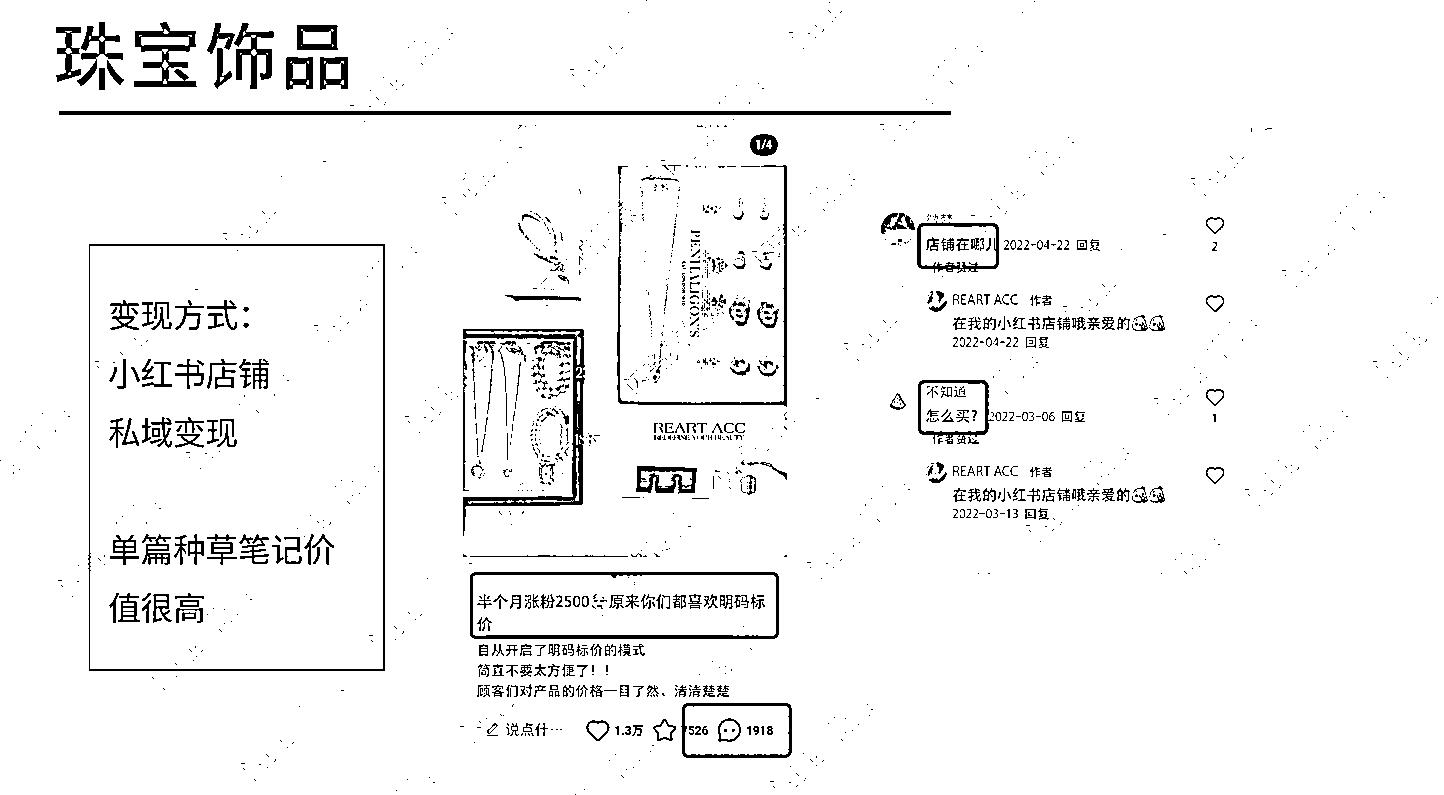 珠宝饰品
变现方式：
小红书店铺
私域变现
单篇种草笔记价
值很高
1/4
PENHALIGON'S
REART ACC
REDEFINE YOUR BEAUTY
半个月涨粉2500 原来你们都喜欢明码标
价
自从开启了明码标价的模式
简直不要太方便了！！
顾客们对产品的价格一目了然、清清楚楚
说点什…
1.3万
7526
1918
店铺在哪儿 2022-04-22 回复
2
作者赞过
REART ACC 作者
在我的小红书店铺哦亲爱的
2022-04-22 回复
不知道
怎么买？ 2022-03-06 回复
1
作者赞过
REART ACC 作者
在我的小红书店铺哦亲爱的
2022-03-13 回复